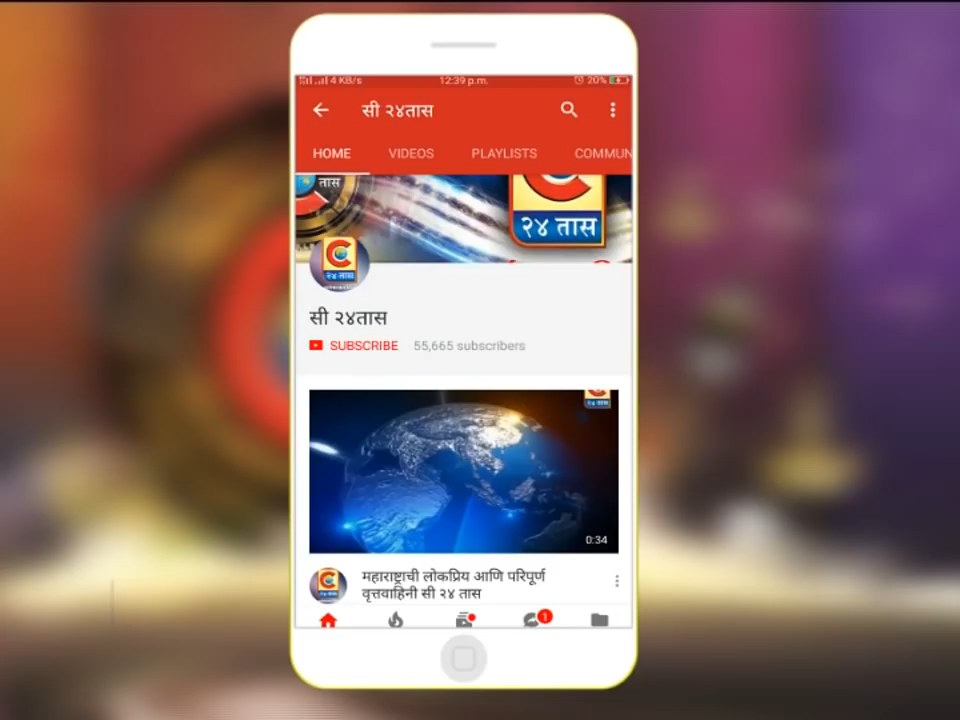 4 KB/s 12:39 p.m. 20%
सी २४तास
HOME VIDEOS PLAYLISTS COMMUN
तास
C
२४ तास
C
२४ तास
सी २४तास
SUBSCRIBE 55,665 subscribers
२४ तास
0:34
C
महाराष्ट्राची लोकप्रिय आणि परिपूर्ण
वृत्तवाहिनी सी २४ तास
1